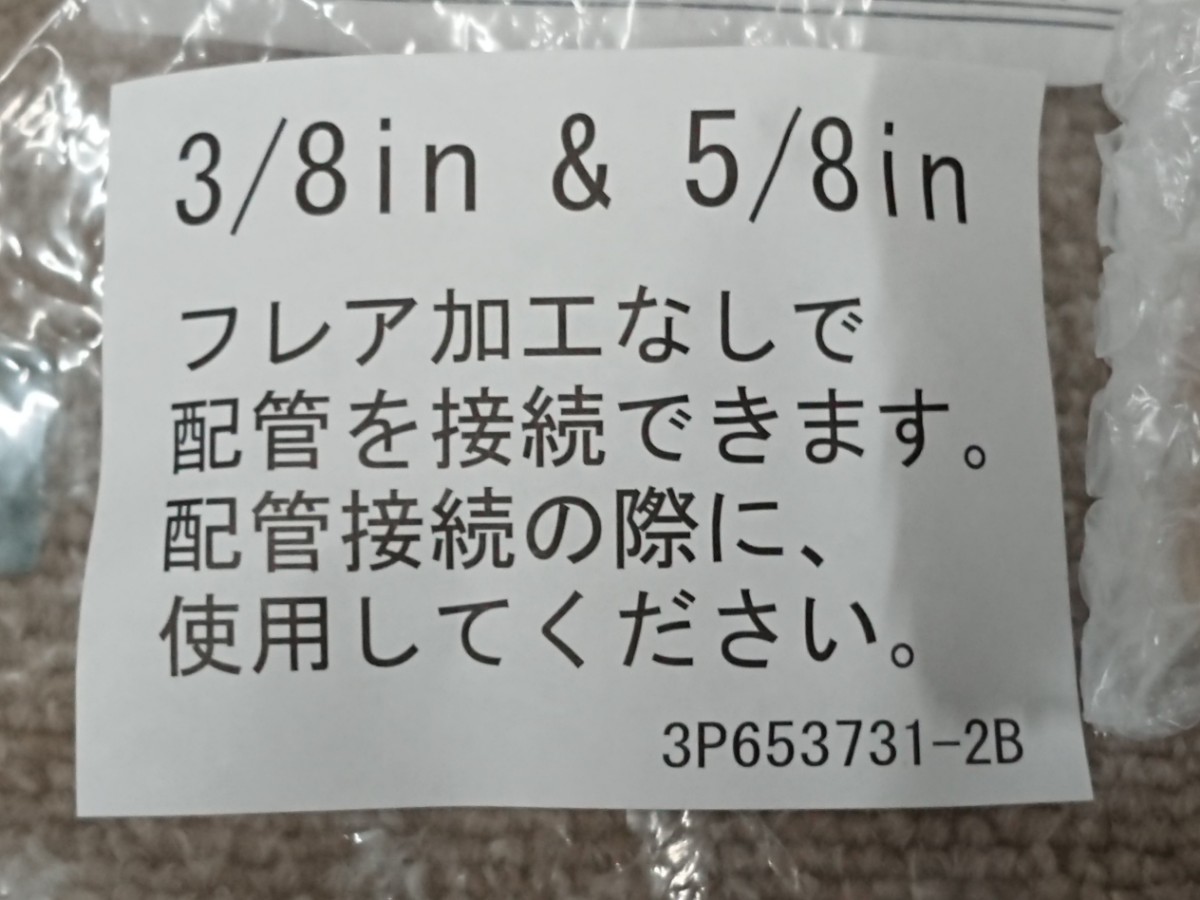 3/8in & 5/8in
フレア加工なしで
配管を接続できます。
配管接続の際に、
使用してください。
3P653731-2B